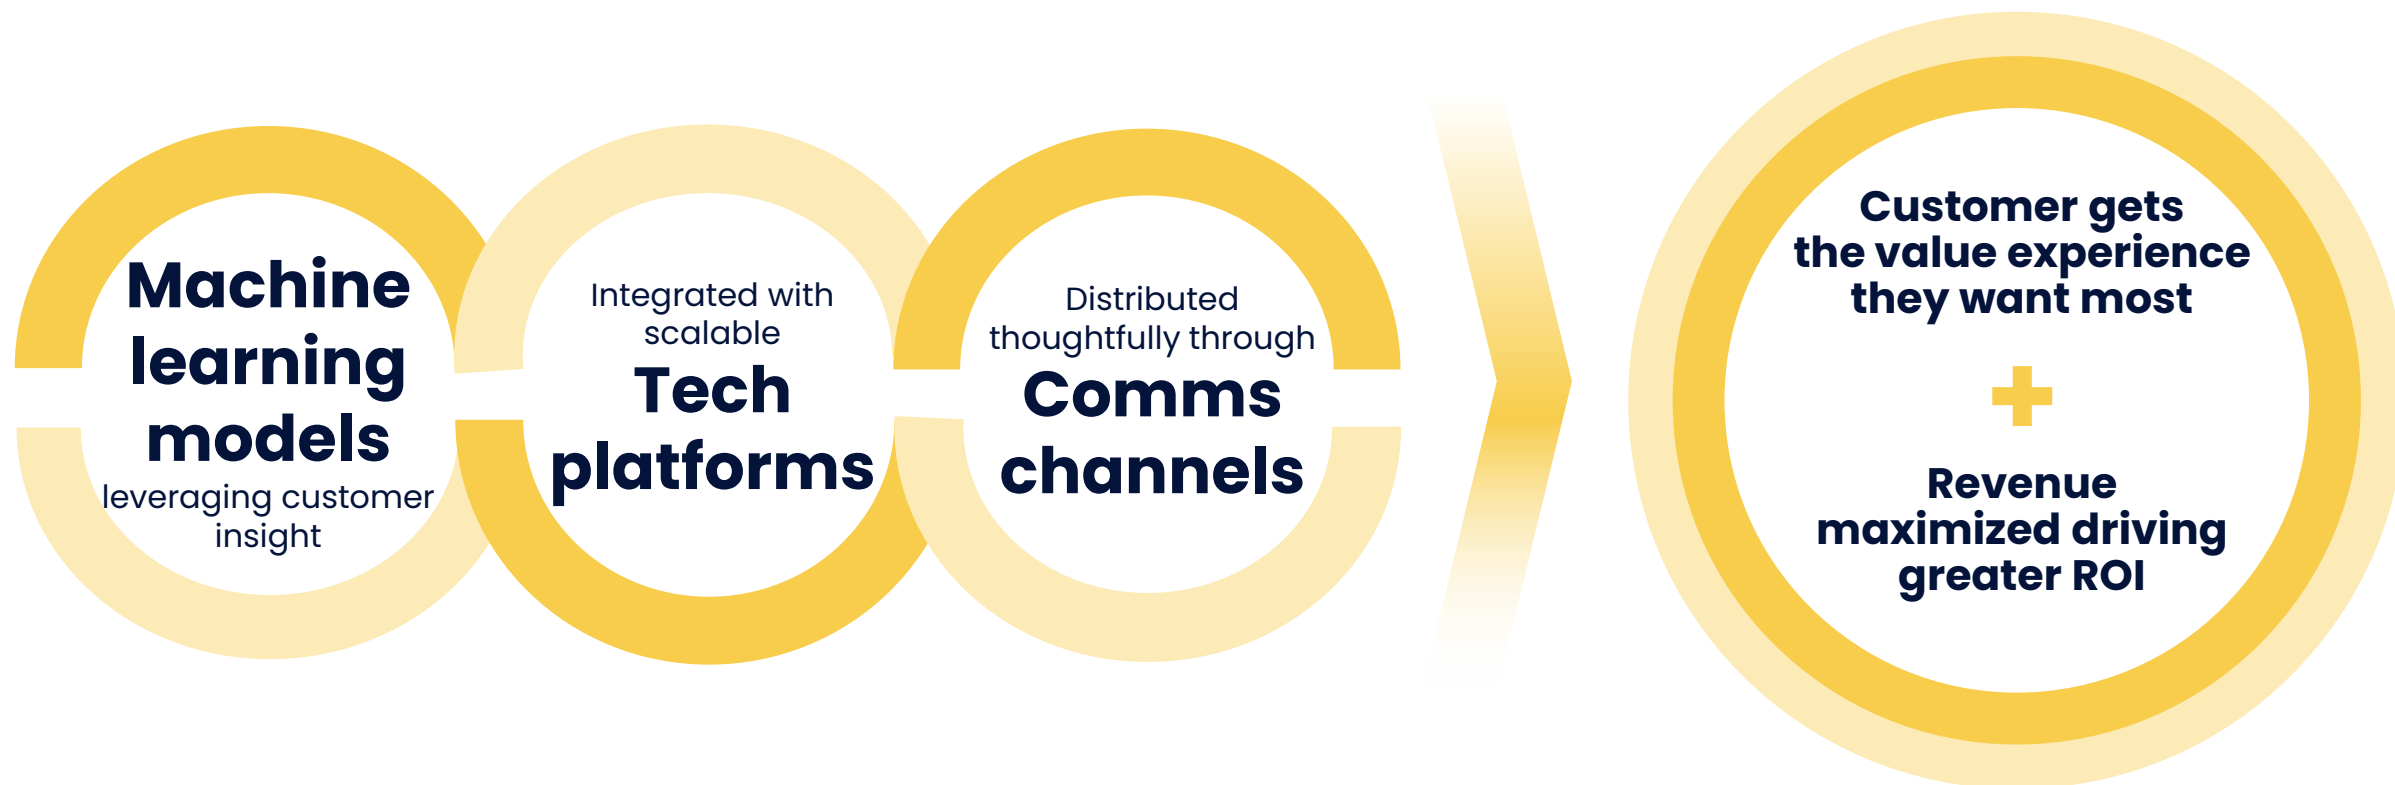 Machine
learning
models
leveraging customer
insight
Integrated with
scalable
Tech
platforms
Distributed
thoughtfully through
Comms
channels
Customer gets
the value experience
they want most
+
Revenue
maximized driving
greater ROI